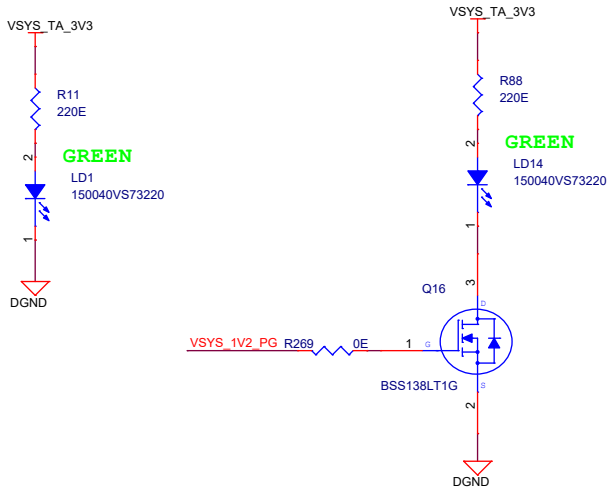 VSYS_TA_3V3
R11
220E
2
GREEN
LD1
150040VS73220
1
DGND
VSYS_TA_3V3
R88
220E
2
GREEN
LD14
150040VS73220
1
3
Q16
D
VSYS_1V2_PG R269 0E 1 G
BSS138LT1G S
2
DGND